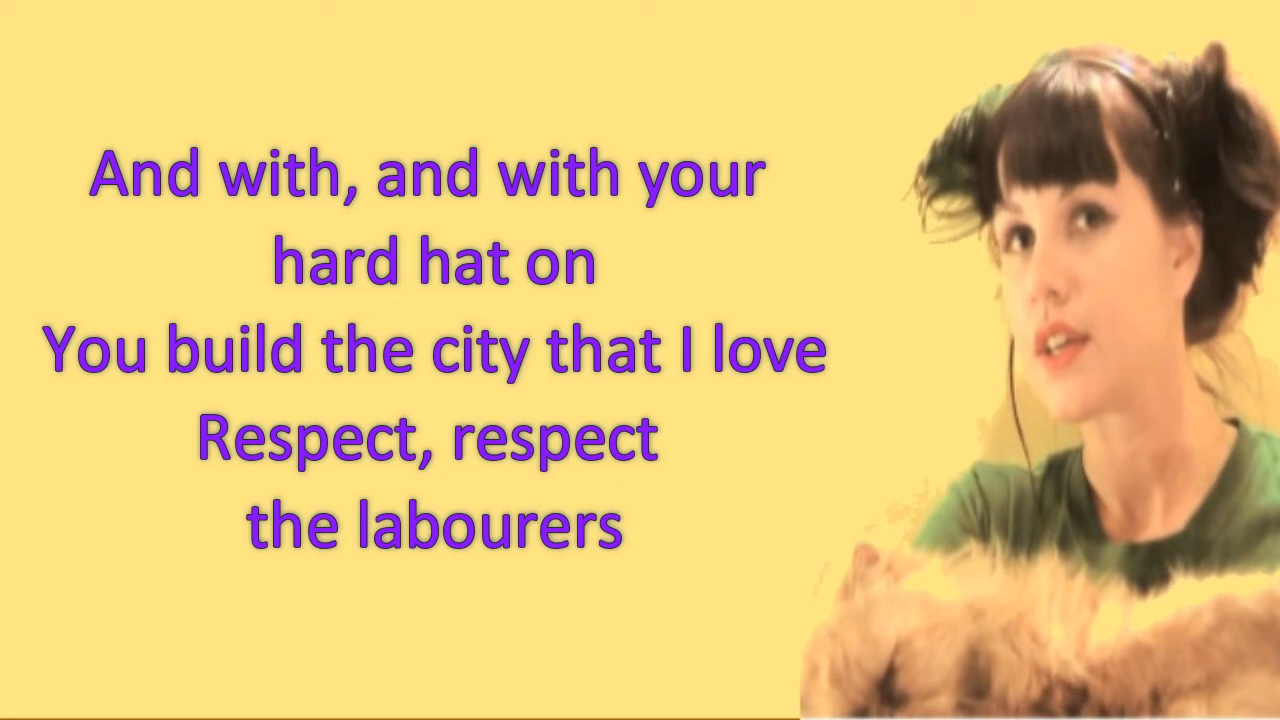 And with, and with your
hard hat on
You build the city that I love
Respect, respect
the labourers